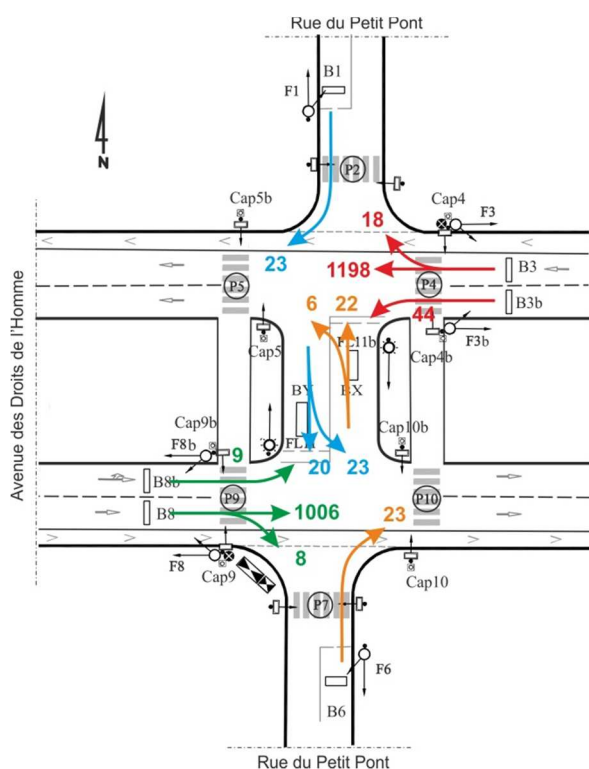 Rue du Petit Pont
B1
F1
P2
Cap5b
Cap4
F3
N
18
23
1198
B3
P5
P4
6
22
B3b
44
FL11b
Cap5
Cap4b
F3b
BY
BX
Avenue des Droits de l'Homme
Cap9b
Cap10b
F8b
9
FL11
20
23
B8b
P9
P10
B8
1006
23
8
F8
Cap9
Cap10
P7
F6
B6
Rue du Petit Pont